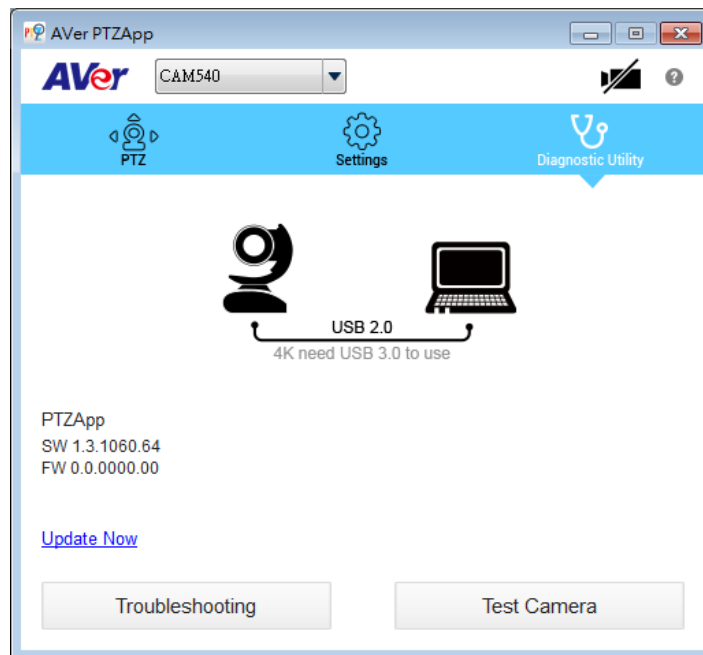 AVer PTZApp
AVer CAM540
PTZ
Settings
Diagnostic Utility
USB 2.0
4K need USB 3.0 to use
PTZApp
SW 1.3.1060.64
FW 0.0.0000.00
Update Now
Troubleshooting
Test Camera